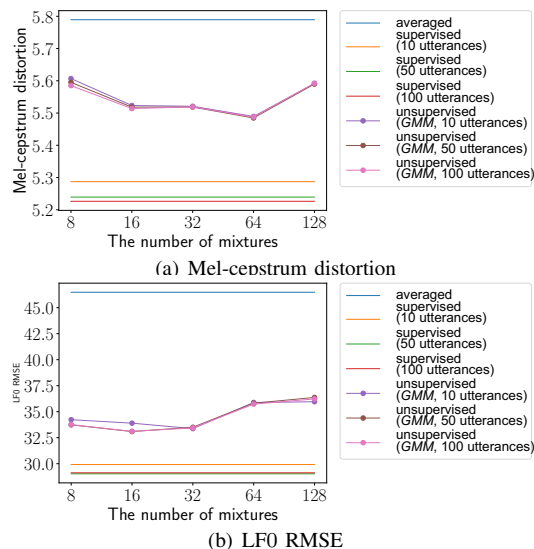 5.8
5.7
5.6
5.5
5.4
5.3
5.2
Mel-cepstrum distortion
8 16 32 64 128
The number of mixtures
averaged
supervised
(10 utterances)
supervised
(50 utterances)
supervised
(100 utterances)
unsupervised
(GMM, 10 utterances)
unsupervised
(GMM, 50 utterances)
unsupervised
(GMM, 100 utterances)
(a) Mel-cepstrum distortion
45.0
42.5
40.0
37.5
35.0
32.5
30.0
LF0 RMSE
8 16 32 64 128
The number of mixtures
averaged
supervised
(10 utterances)
supervised
(50 utterances)
supervised
(100 utterances)
unsupervised
(GMM, 10 utterances)
unsupervised
(GMM, 50 utterances)
unsupervised
(GMM, 100 utterances)
(b) LF0 RMSE